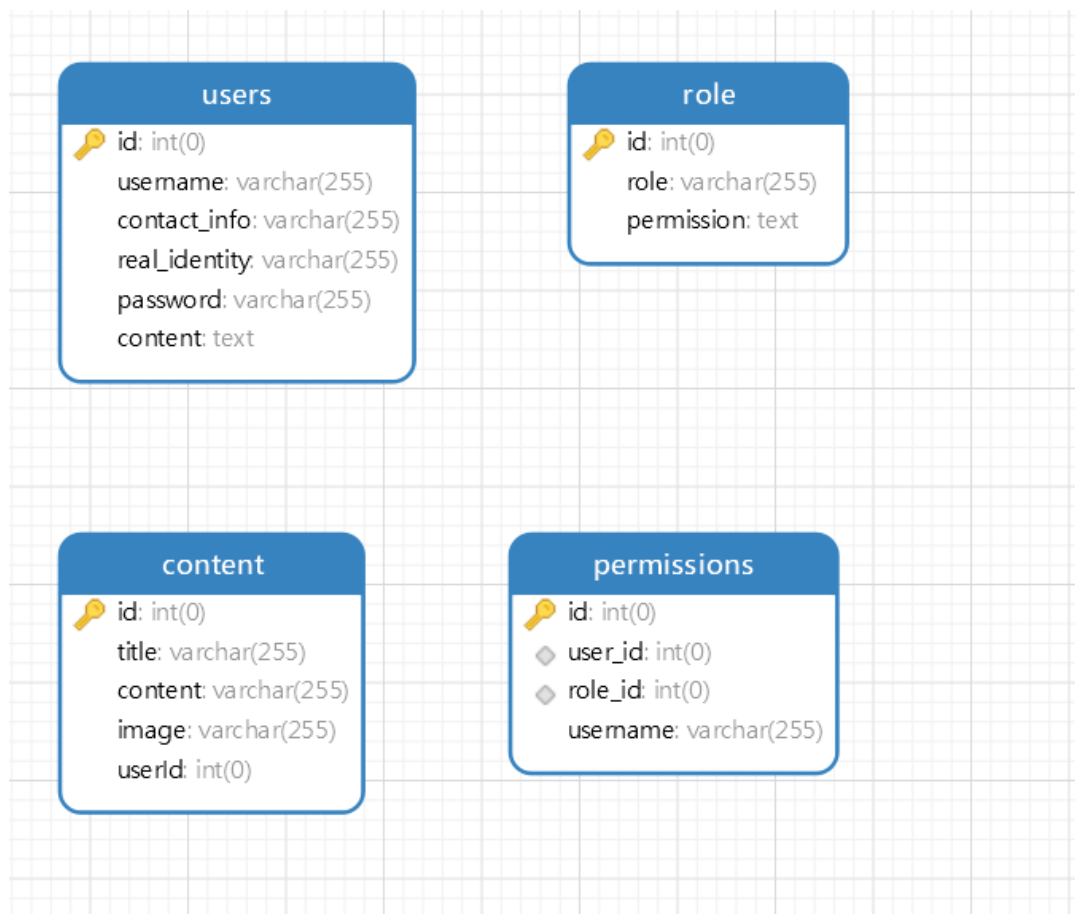 users
id: int(0)
username: varchar(255)
contact_info: varchar(255)
real_identity: varchar(255)
password: varchar(255)
content: text
role
id: int(0)
role: varchar(255)
permission: text
content
id: int(0)
title: varchar(255)
content: varchar(255)
image: varchar(255)
userId: int(0)
permissions
id: int(0)
user_id: int(0)
role_id: int(0)
username: varchar(255)